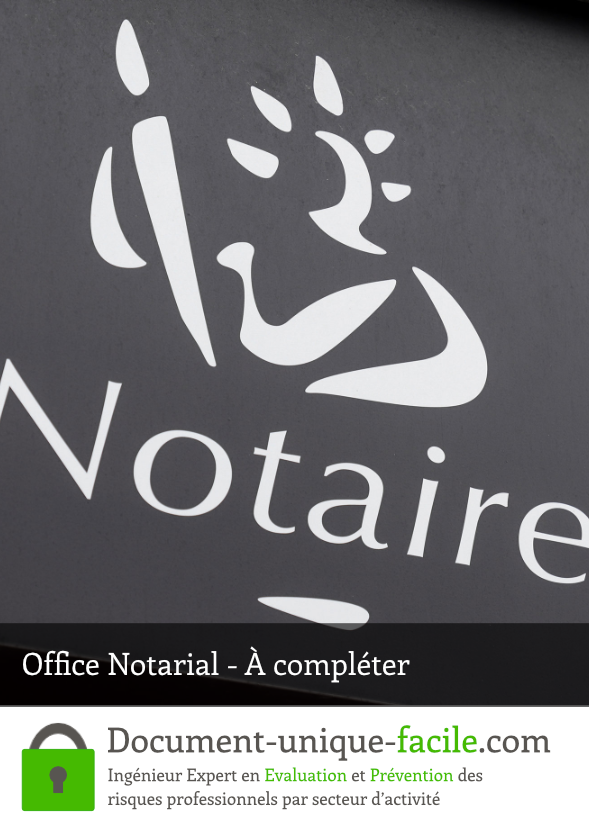 Notaire
Office Notarial - À compléter
Document-unique-facile.com
Ingénieur Expert en Evaluation et Prévention des
risques professionnels par secteur d'activité